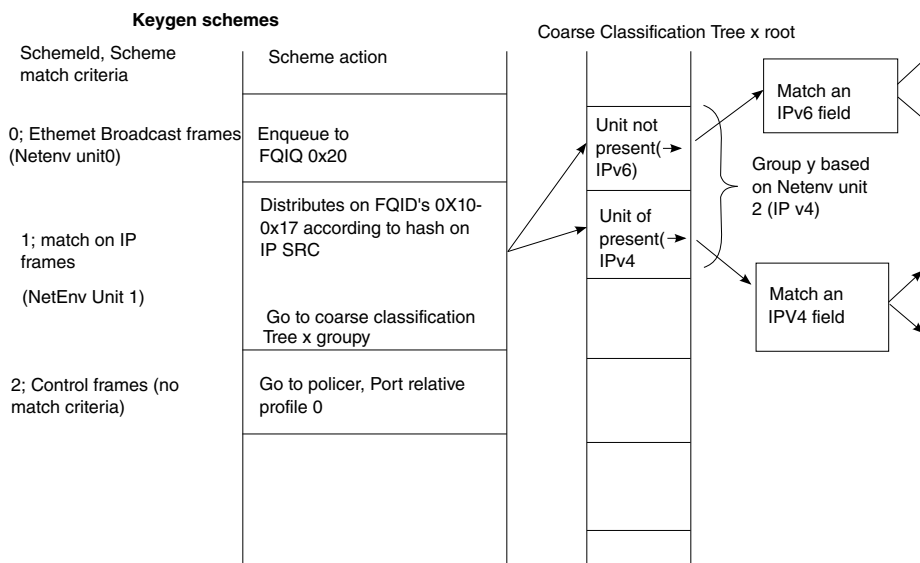 Keygen schemes
SchemeId, Scheme
match criteria
Scheme action
0; Ethemet Broadcast frames
(Netenv unit0)
Enqueue to
FQIQ 0x20
1; match on IP
frames
(NetEnv Unit 1)
Distributes on FQID's 0X10-
0x17 according to hash on
IP SRC
Go to coarse classification
Tree x groupy
2; Control frames (no
match criteria)
Go to policer, Port relative
profile 0
Coarse Classification Tree x root
Unit not
present(→
IPv6)
Unit of
present(→
IPv4
Group y based
on Netenv unit
2 (IP v4)
Match an
IPv6 field
Match an
IPV4 field